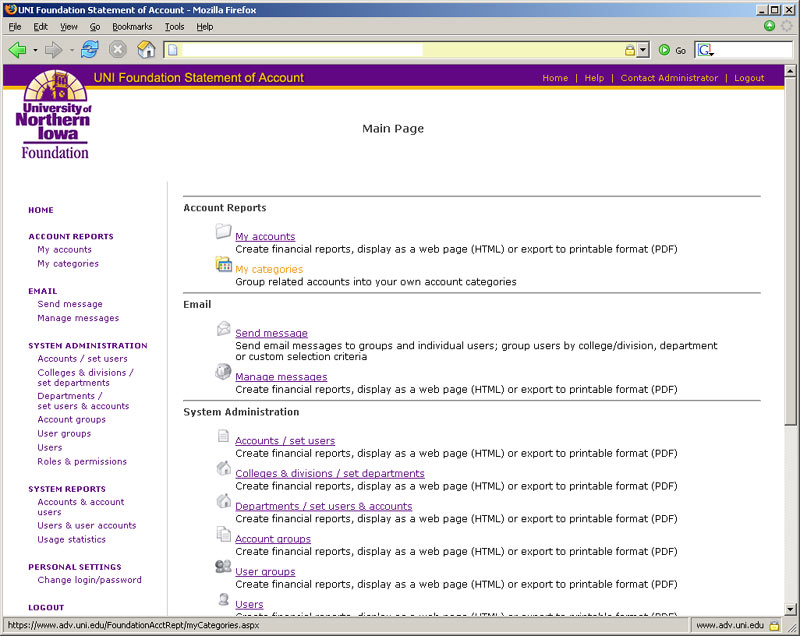 UNI Foundation Statement of Account - Mozilla Firefox
File Edit View Go Bookmarks Tools Help
Go
G
UNI Foundation Statement of Account
Home | Help | Contact Administrator | Logout
University of
Northern
Iowa
Foundation
Main Page
HOME
ACCOUNT REPORTS
My accounts
My categories
EMAIL
Send message
Manage messages
SYSTEM ADMINISTRATION
Accounts / set users
Colleges & divisions /
set departments
Departments /
set users & accounts
Account groups
User groups
Users
Roles & permissions
SYSTEM REPORTS
Accounts & account
users
Users & user accounts
Usage statistics
PERSONAL SETTINGS
Change login/password
LOGOUT
Account Reports
My accounts
Create financial reports, display as a web page (HTML) or export to printable format (PDF)
My categories
Group related accounts into your own account categories
Email
Send message
Send email messages to groups and individual users; group users by college/division, department
or custom selection criteria
Manage messages
Create financial reports, display as a web page (HTML) or export to printable format (PDF)
System Administration
Accounts / set users
Create financial reports, display as a web page (HTML) or export to printable format (PDF)
Colleges & divisions / set departments
Create financial reports, display as a web page (HTML) or export to printable format (PDF)
Departments / set users & accounts
Create financial reports, display as a web page (HTML) or export to printable format (PDF)
Account groups
Create financial reports, display as a web page (HTML) or export to printable format (PDF)
User groups
Create financial reports, display as a web page (HTML) or export to printable format (PDF)
Users
https://www.adv.uni.edu/FoundationAcctRept/myCategories.aspx
www.adv.uni.edu